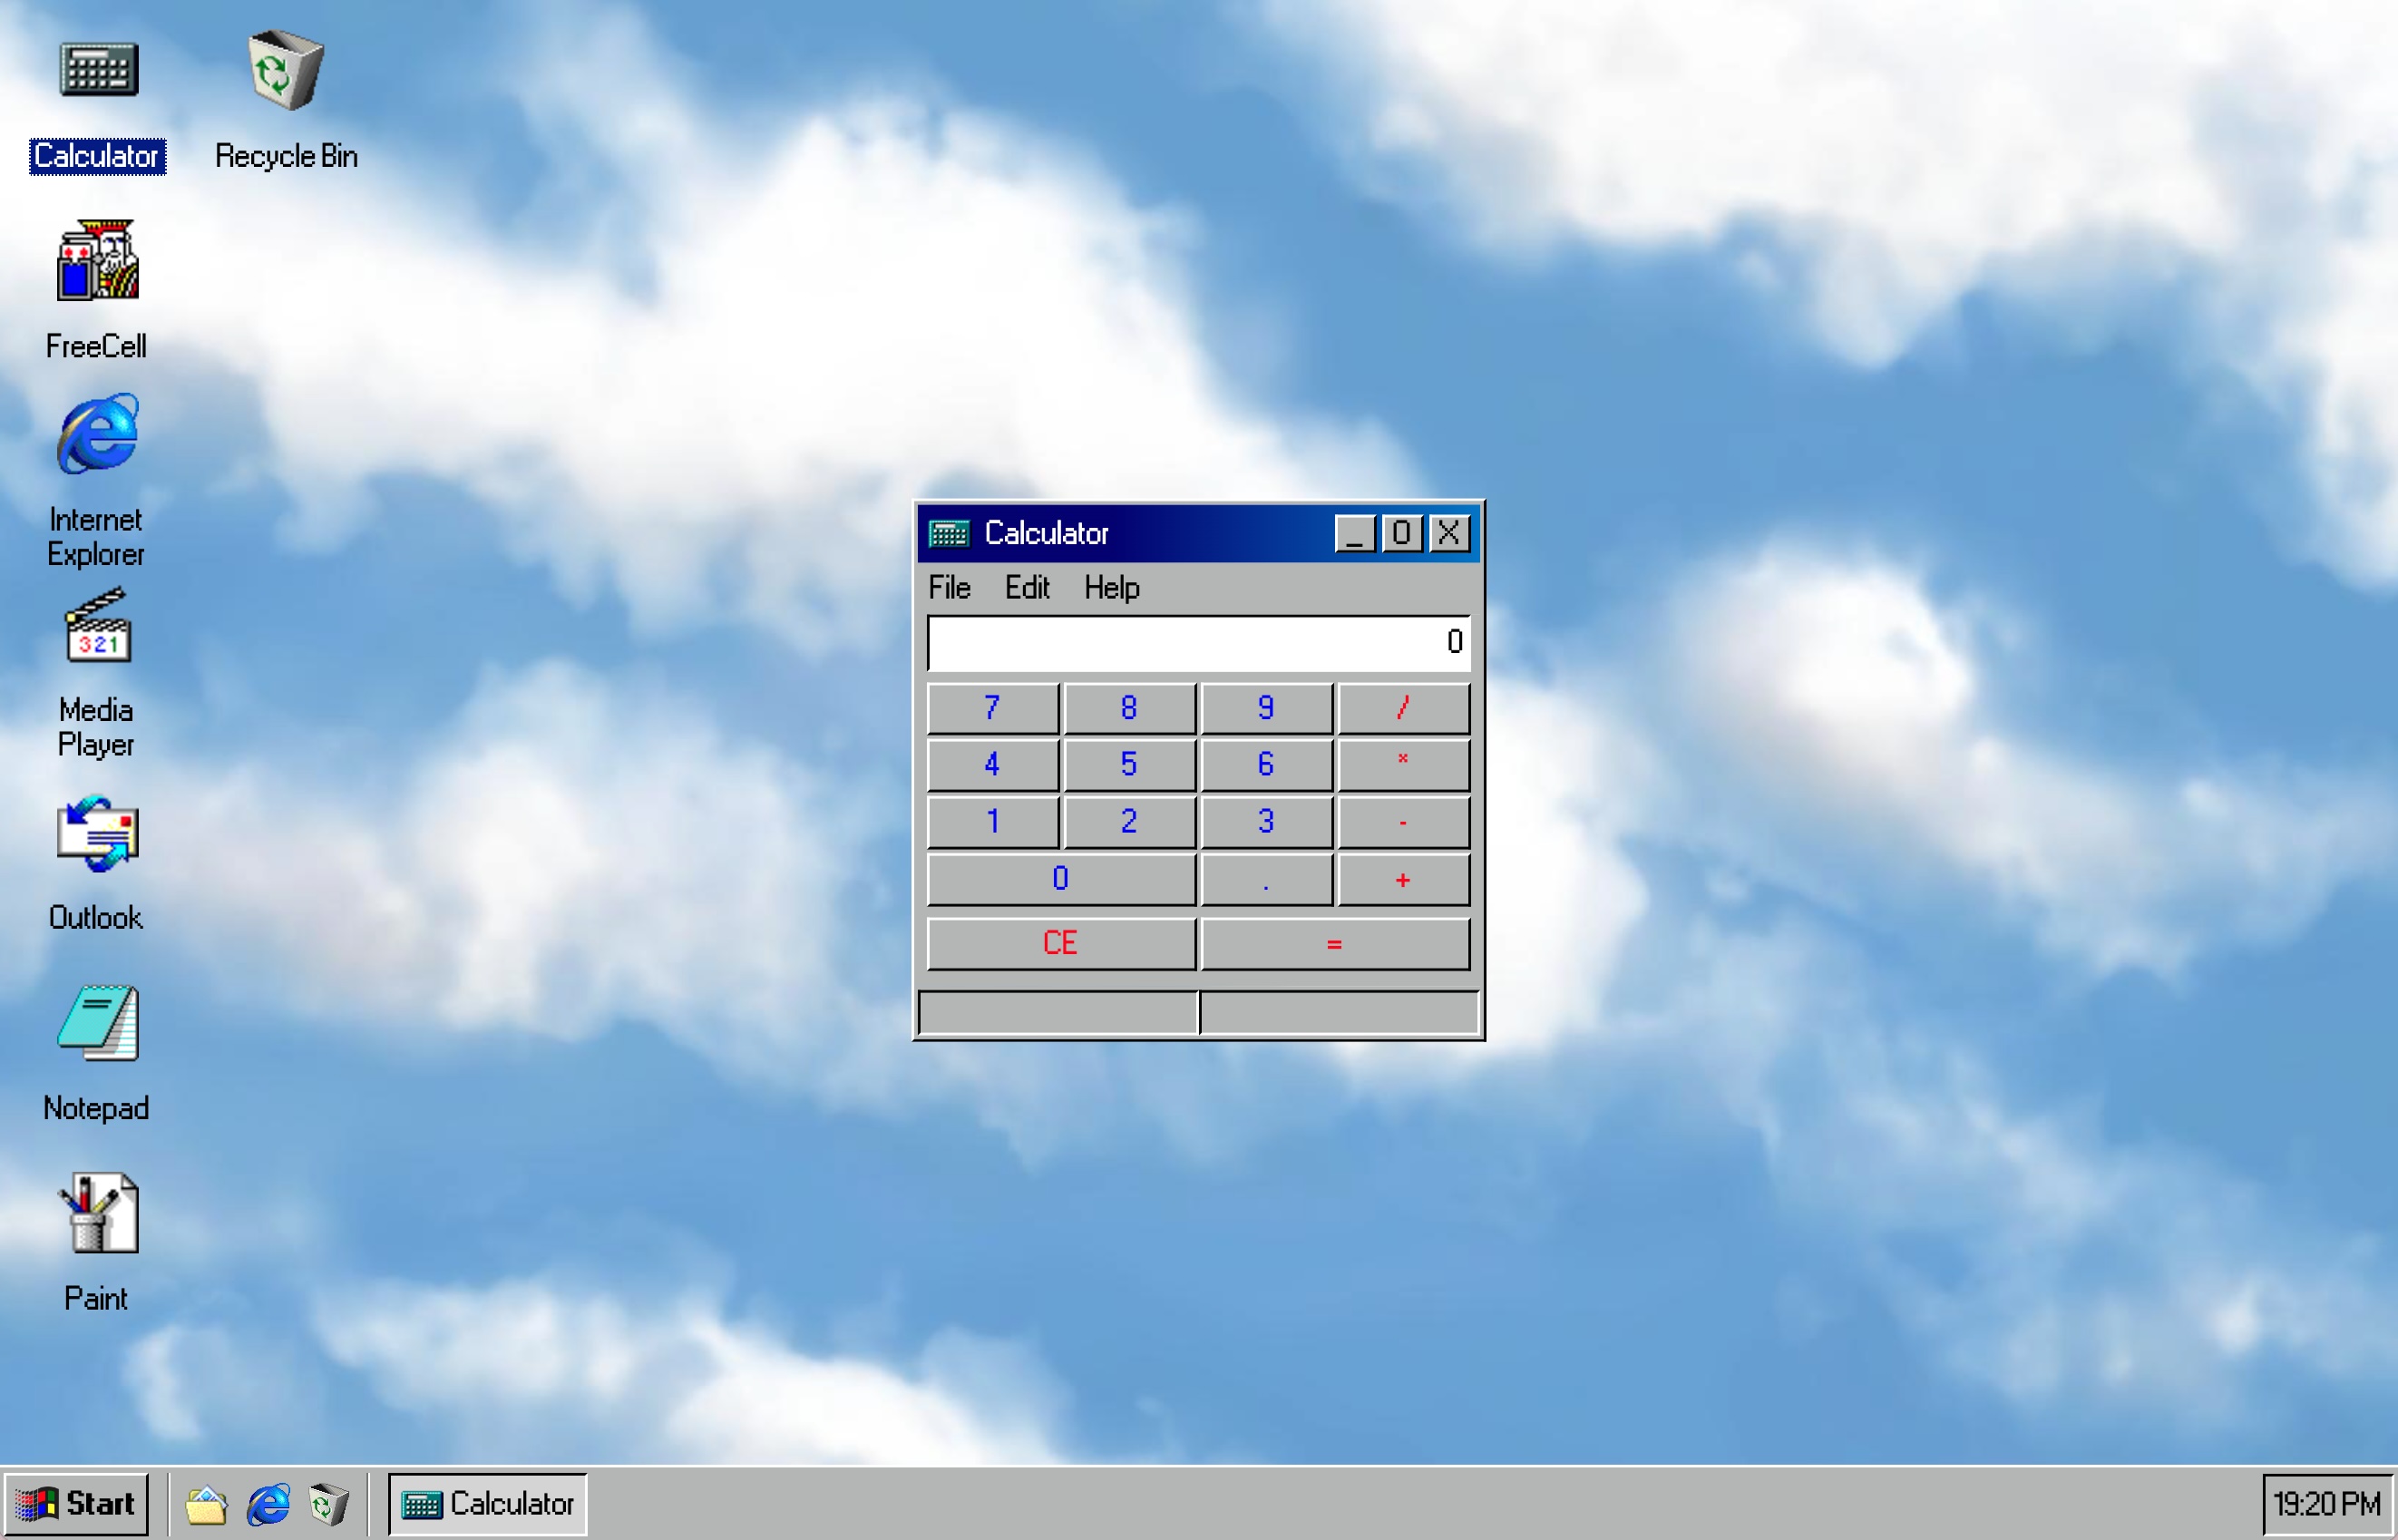 Calculator
Recycle Bin
FreeCell
Internet
Explorer
321
Media
Player
Outlook
Notepad
Paint
Calculator
File Edit Help
0
7 8 9 /
4 5 6 *
1 2 3 -
0 . +
CE =
Start
Calculator
19:20 PM